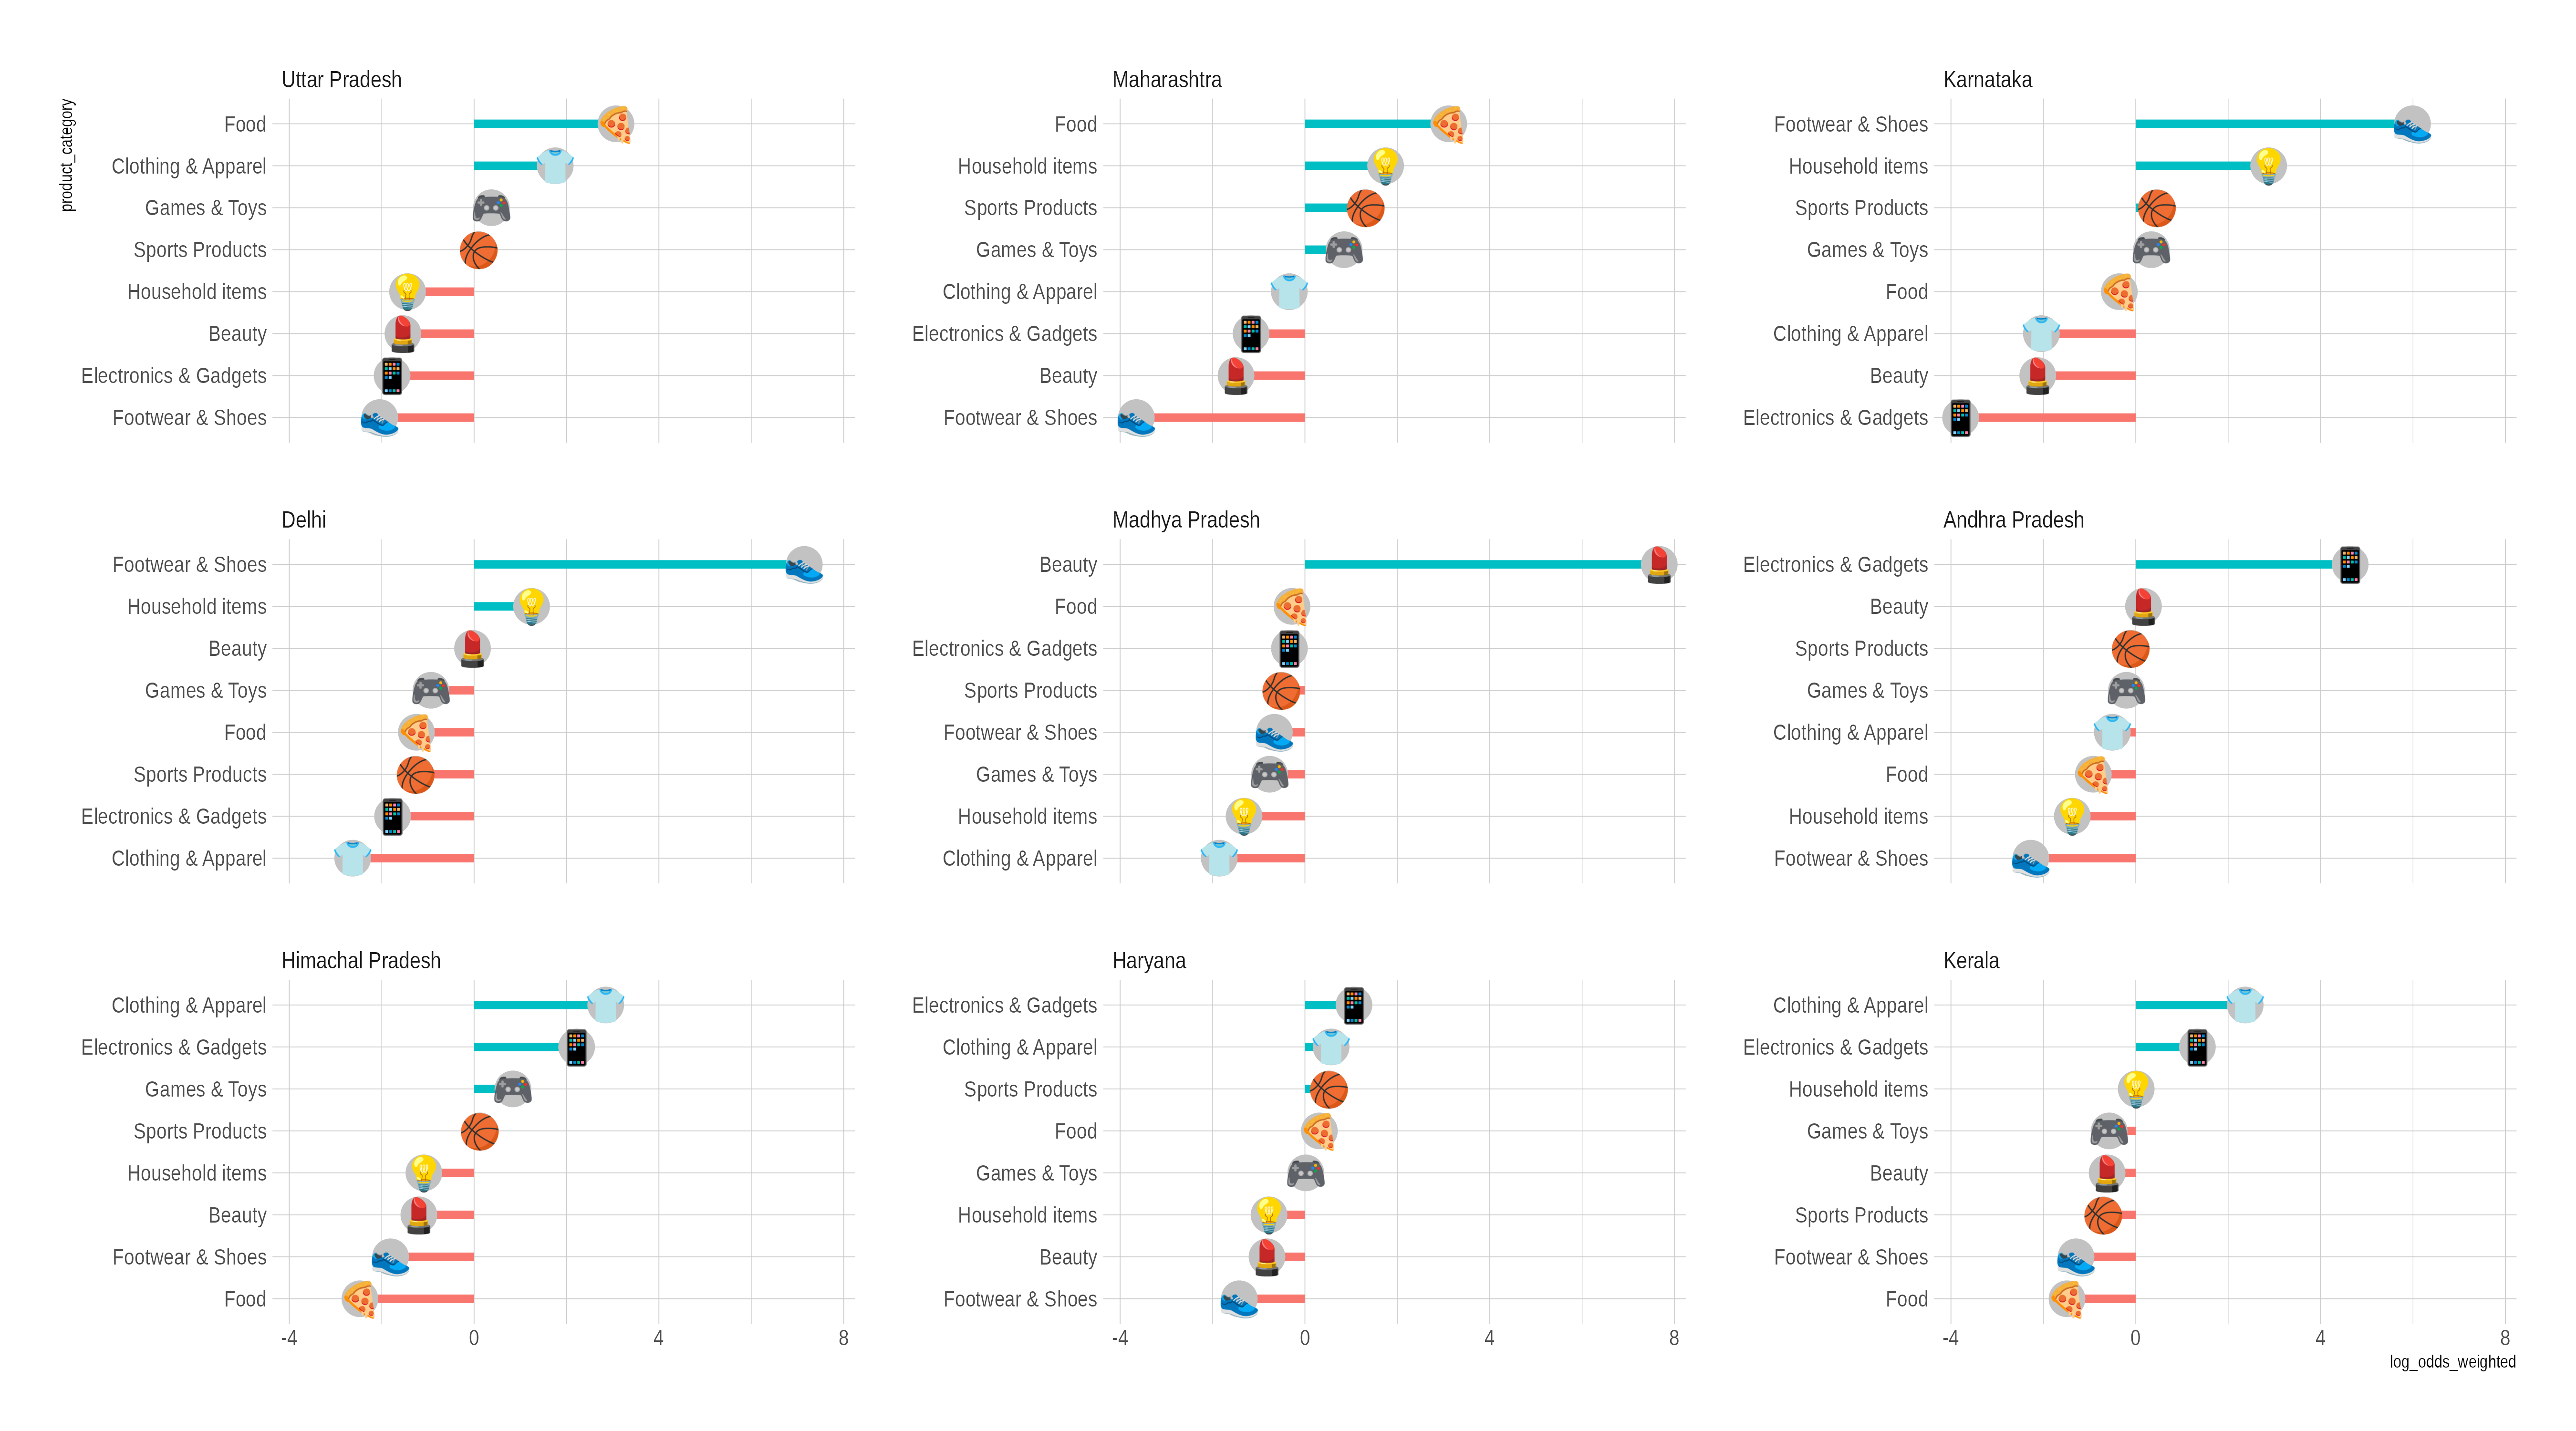 product_category
Uttar Pradesh
Food
Clothing & Apparel
Games & Toys
Sports Products
Household items
Beauty
Electronics & Gadgets
Footwear & Shoes
Maharashtra
Food
Household items
Sports Products
Games & Toys
Clothing & Apparel
Electronics & Gadgets
Beauty
Footwear & Shoes
Karnataka
Footwear & Shoes
Household items
Sports Products
Games & Toys
Food
Clothing & Apparel
Beauty
Electronics & Gadgets
Delhi
Footwear & Shoes
Household items
Beauty
Games & Toys
Food
Sports Products
Electronics & Gadgets
Clothing & Apparel
Madhya Pradesh
Beauty
Food
Electronics & Gadgets
Sports Products
Footwear & Shoes
Games & Toys
Household items
Clothing & Apparel
Andhra Pradesh
Electronics & Gadgets
Beauty
Sports Products
Games & Toys
Clothing & Apparel
Food
Household items
Footwear & Shoes
Himachal Pradesh
Clothing & Apparel
Electronics & Gadgets
Games & Toys
Sports Products
Household items
Beauty
Footwear & Shoes
Food
-4 0 4 8
Haryana
Electronics & Gadgets
Clothing & Apparel
Sports Products
Food
Games & Toys
Household items
Beauty
Footwear & Shoes
-4 0 4 8
Kerala
Clothing & Apparel
Electronics & Gadgets
Household items
Games & Toys
Beauty
Sports Products
Footwear & Shoes
Food
-4 0 4 8
log_odds_weighted